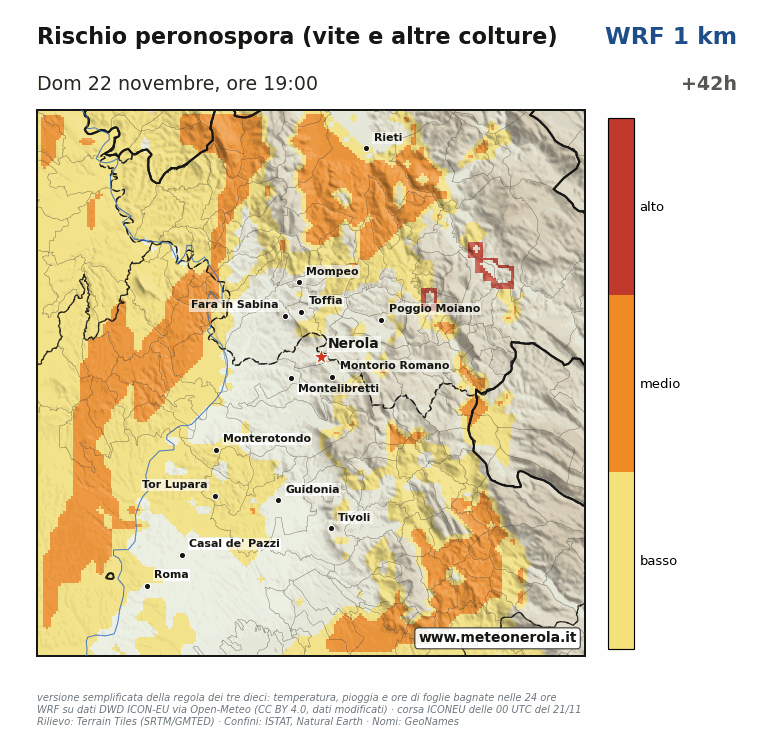 Rischio peronospora (vite e altre colture)
WRF 1 km
Dom 22 novembre, ore 19:00
+42h
Rieti
alto
Mompeo
Fara in Sabina
Toffia
Poggio Moiano
Nerola
Montorio Romano
medio
Montelibretti
Monterotondo
Tor Lupara
Guidonia
Tivoli
Casal de' Pazzi
basso
Roma
www.meteonerola.it
versione semplificata della regola dei tre dieci: temperatura, pioggia e ore di foglie bagnate nelle 24 ore
WRF su dati DWD ICON-EU via Open-Meteo (CC BY 4.0, dati modificati) · corsa ICONEU delle 00 UTC del 21/11
Rilievo: Terrain Tiles (SRTM/GMTED) · Confini: ISTAT, Natural Earth · Nomi: GeoNames